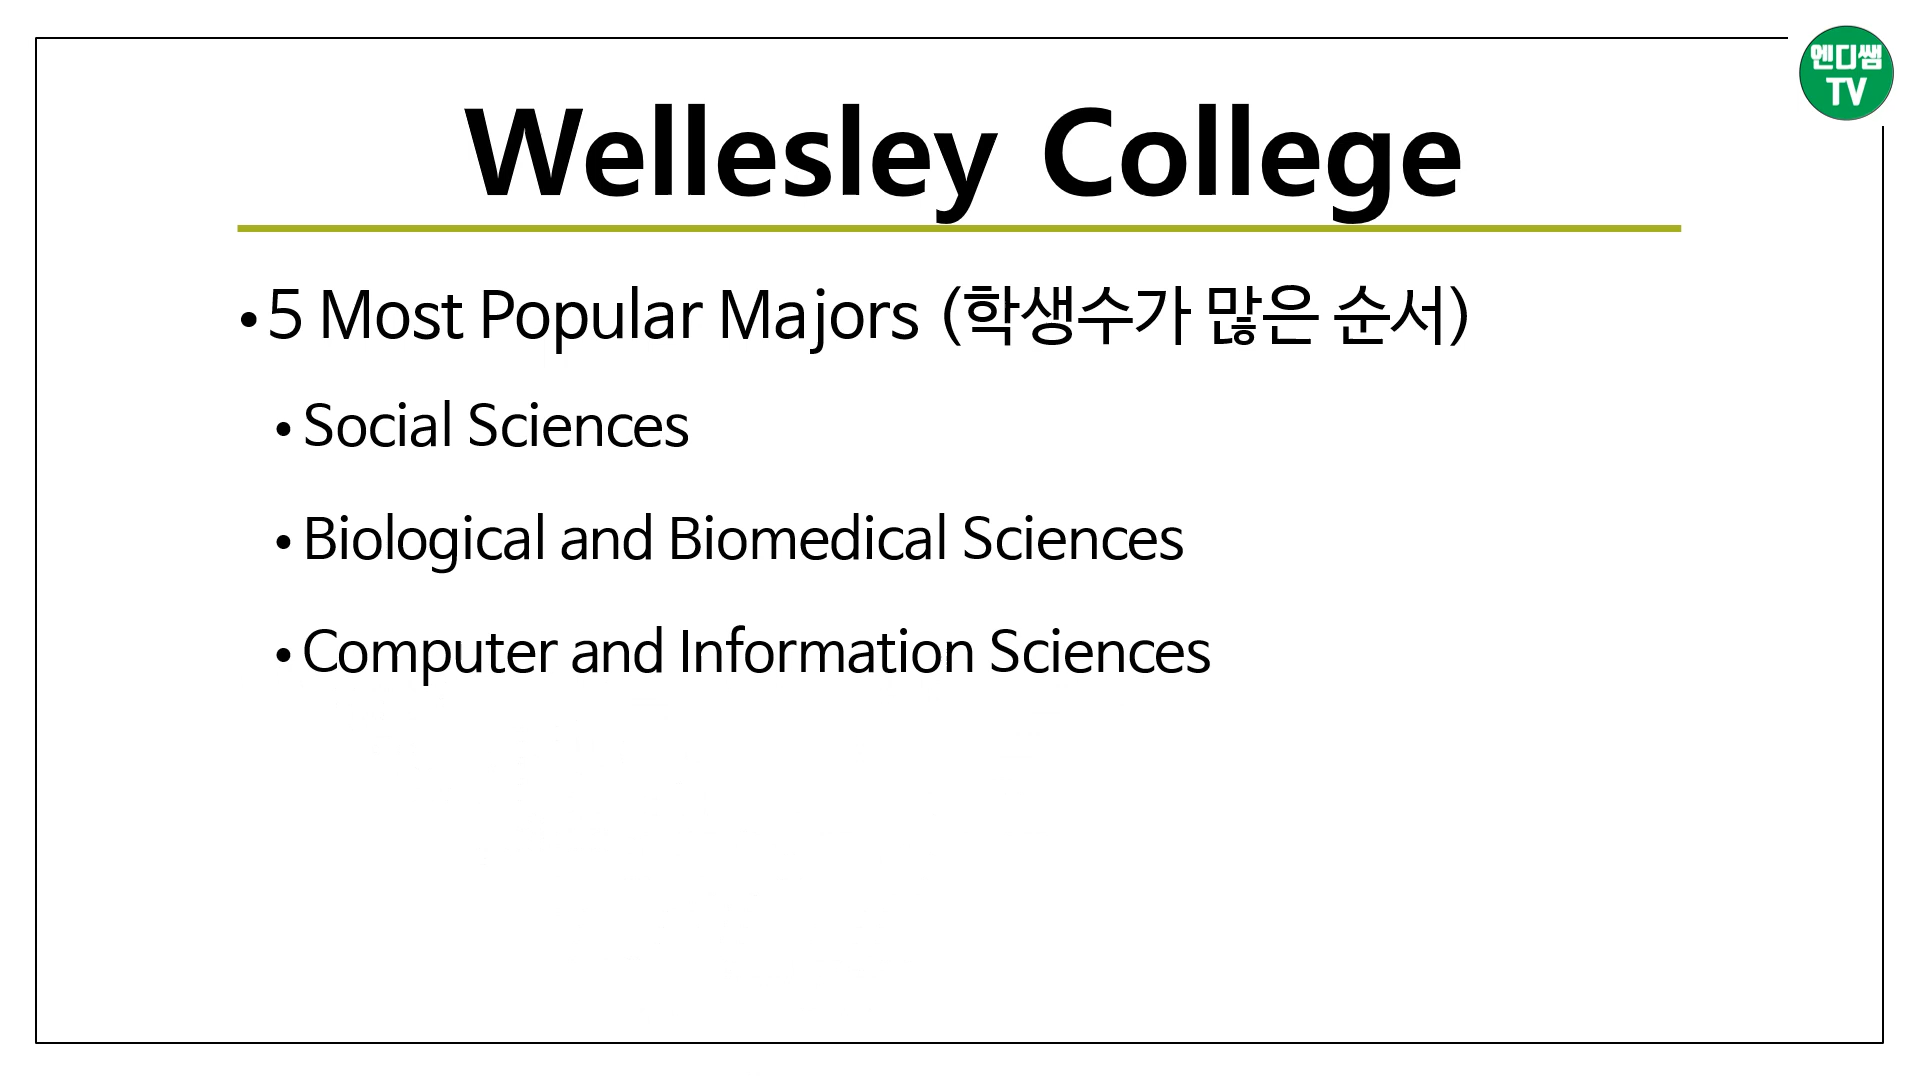 엔디쌤
TV
Wellesley College
• 5 Most Popular Majors (학생수가 많은 순서)
• Social Sciences
• Biological and Biomedical Sciences
• Computer and Information Sciences